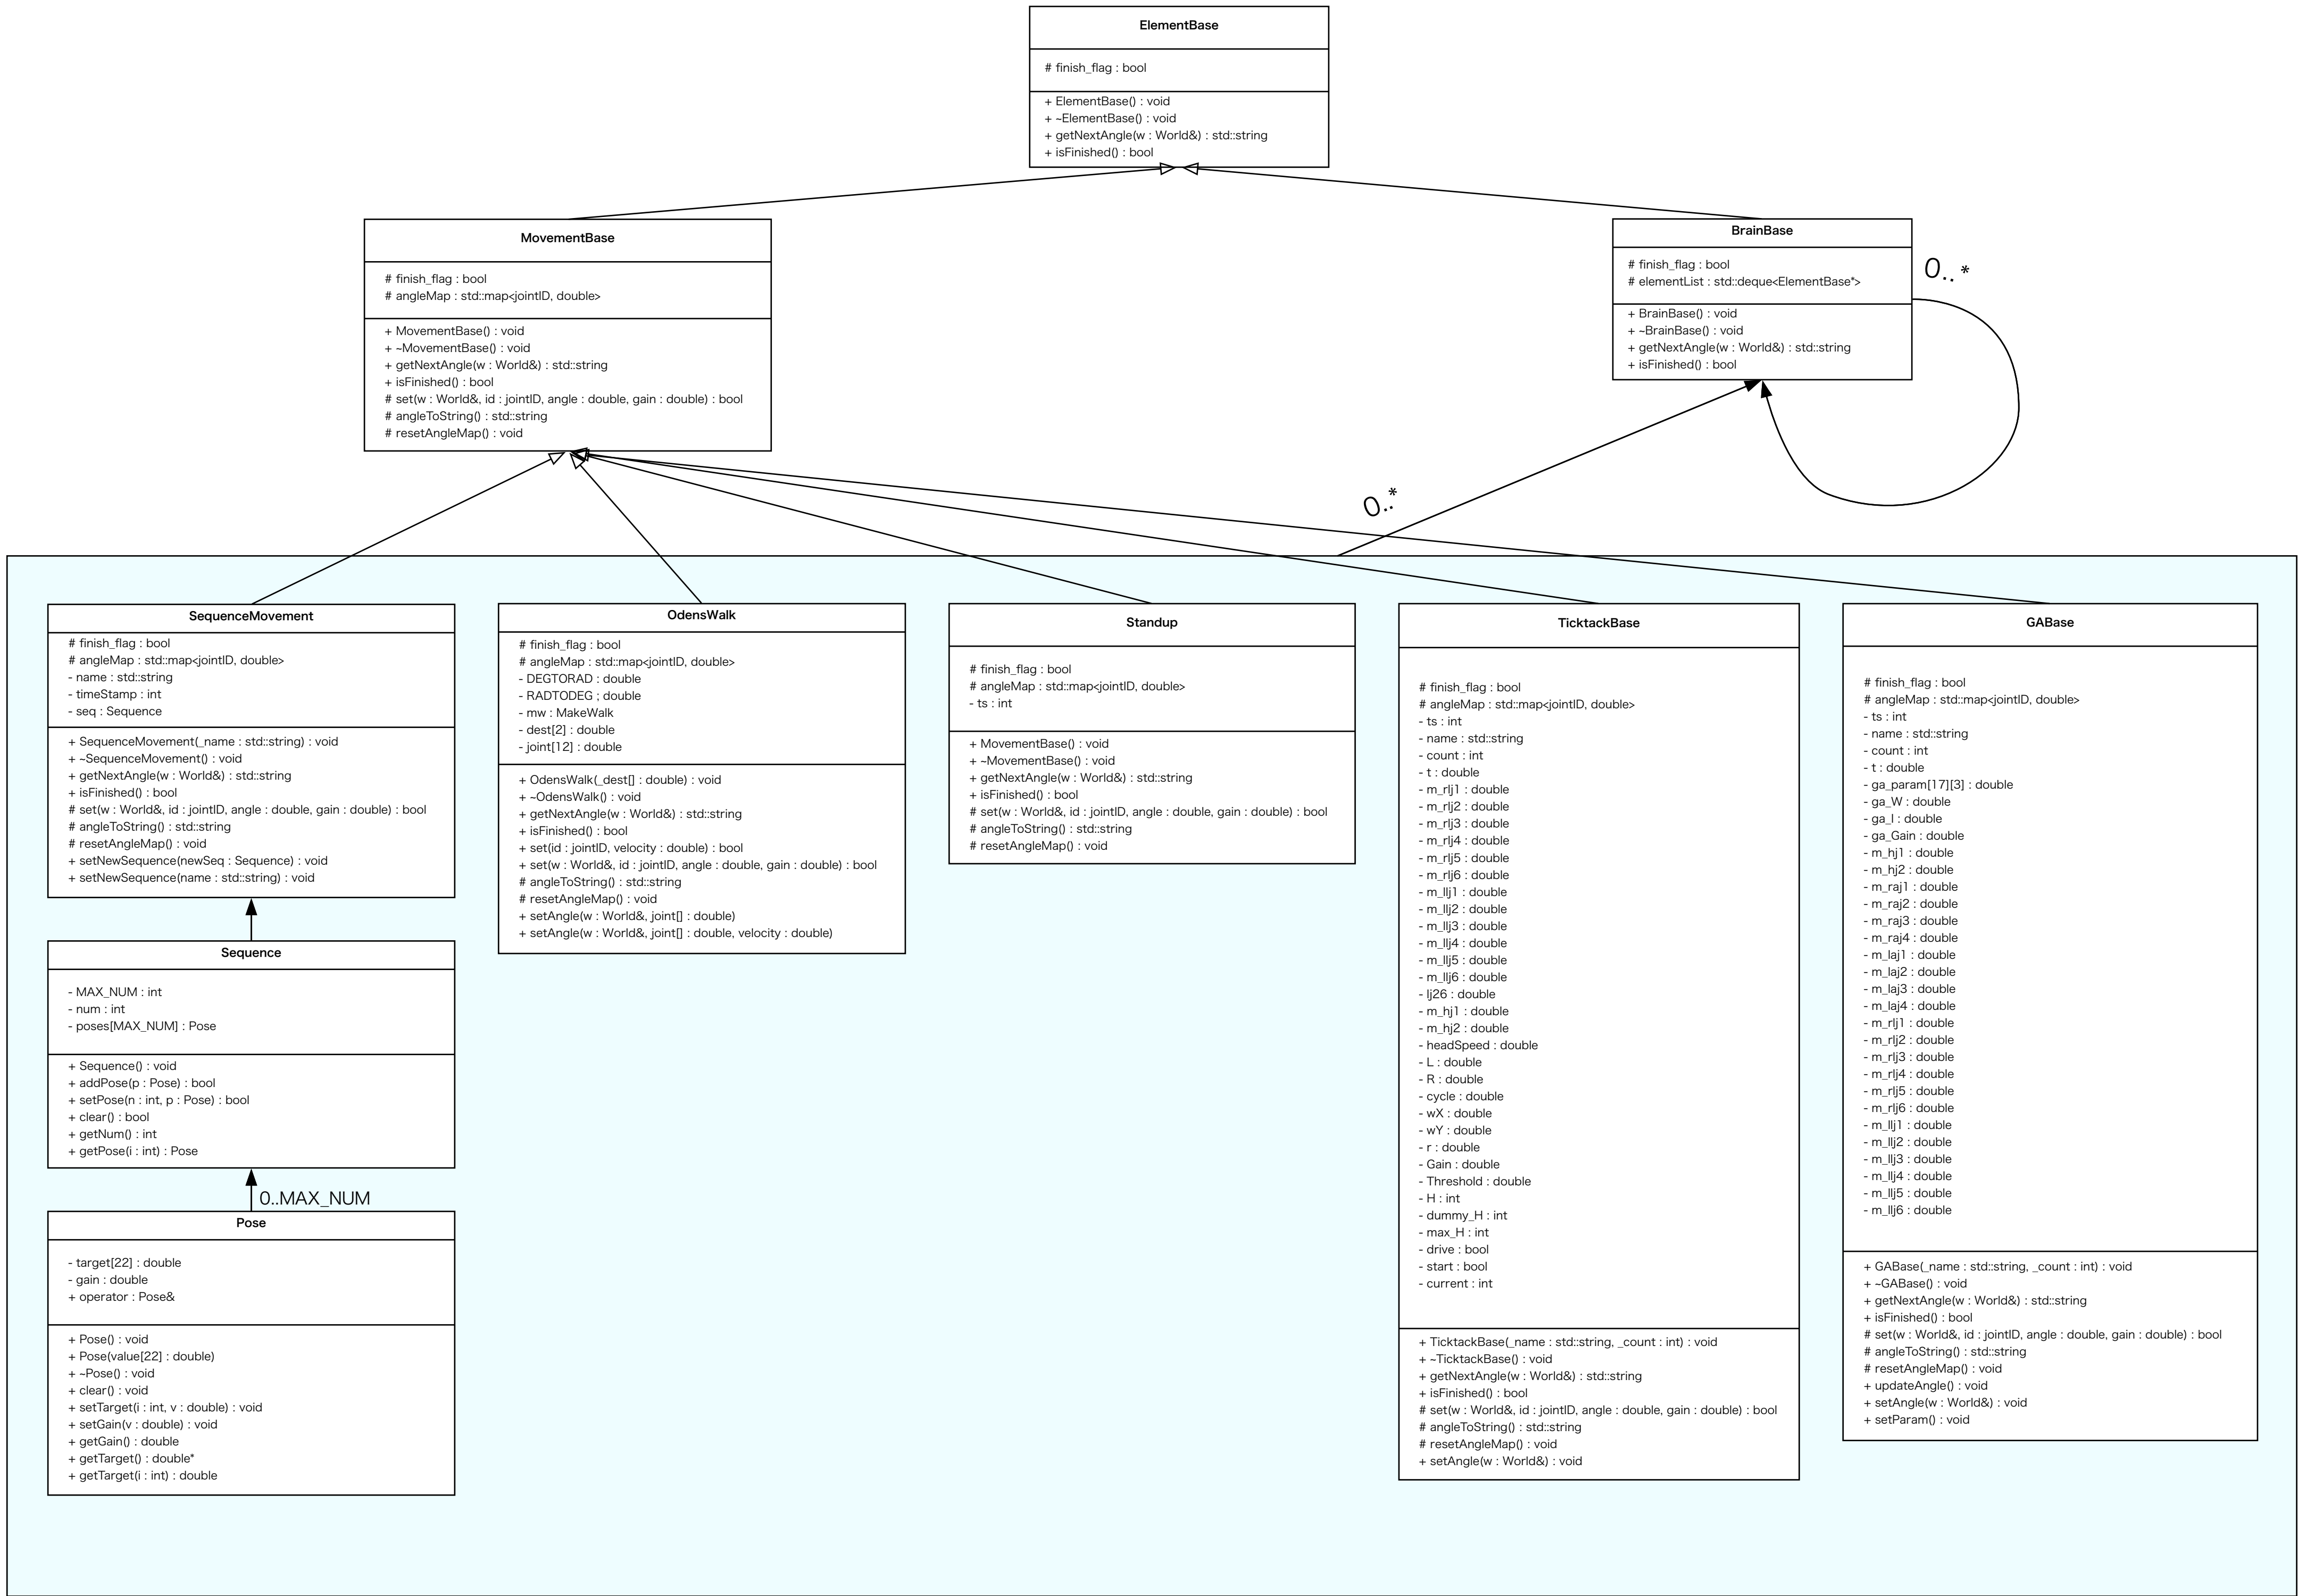 ElementBase
# finish_flag : bool
+ ElementBase() : void
+ ~ElementBase() : void
+ getNextAngle(w : World&) : std::string
+ isFinished() : bool
MovementBase
# finish_flag : bool
# angleMap : std::map<jointID, double>
+ MovementBase() : void
+ ~MovementBase() : void
+ getNextAngle(w : World&) : std::string
+ isFinished() : bool
# set(w : World&, id : jointID, angle : double, gain : double) : bool
# angleToString() : std::string
# resetAngleMap() : void
BrainBase
# finish_flag : bool
# elementList : std::deque<ElementBase*>
+ BrainBase() : void
+ ~BrainBase() : void
+ getNextAngle(w : World&) : std::string
+ isFinished() : bool
0..*
0..*
SequenceMovement
# finish_flag : bool
# angleMap : std::map<jointID, double>
- name : std::string
- timeStamp : int
- seq : Sequence
+ SequenceMovement(_name : std::string) : void
+ ~SequenceMovement() : void
+ getNextAngle(w : World&) : std::string
+ isFinished() : bool
# set(w : World&, id : jointID, angle : double, gain : double) : bool
# angleToString() : std::string
# resetAngleMap() : void
+ setNewSequence(newSeq : Sequence) : void
+ setNewSequence(name : std::string) : void
Sequence
- MAX_NUM : int
- num : int
- poses[MAX_NUM] : Pose
+ Sequence() : void
+ addPose(p : Pose) : bool
+ setPose(n : int, p : Pose) : bool
+ clear() : bool
+ getNum() : int
+ getPose(i : int) : Pose
0..MAX_NUM
Pose
- target[22] : double
- gain : double
+ operator : Pose&
+ Pose() : void
+ Pose(value[22] : double)
+ ~Pose() : void
+ clear() : void
+ setTarget(i : int, v : double) : void
+ setGain(v : double) : void
+ getGain() : double
+ getTarget() : double*
+ getTarget(i : int) : double
OdensWalk
# finish_flag : bool
# angleMap : std::map<jointID, double>
- DEGTORAD : double
- RADTODEG ; double
- mw : MakeWalk
- dest[2] : double
- joint[12] : double
+ OdensWalk(_dest[] : double) : void
+ ~OdensWalk() : void
+ getNextAngle(w : World&) : std::string
+ isFinished() : bool
+ set(id : jointID, velocity : double) : bool
+ set(w : World&, id : jointID, angle : double, gain : double) : bool
# angleToString() : std::string
# resetAngleMap() : void
+ setAngle(w : World&, joint[] : double)
+ setAngle(w : World&, joint[] : double, velocity : double)
Standup
# finish_flag : bool
# angleMap : std::map<jointID, double>
- ts : int
+ MovementBase() : void
+ ~MovementBase() : void
+ getNextAngle(w : World&) : std::string
+ isFinished() : bool
# set(w : World&, id : jointID, angle : double, gain : double) : bool
# angleToString() : std::string
# resetAngleMap() : void
TicktackBase
# finish_flag : bool
# angleMap : std::map<jointID, double>
- ts : int
- name : std::string
- count : int
- t : double
- m_rlj1 : double
- m_rlj2 : double
- m_rlj3 : double
- m_rlj4 : double
- m_rlj5 : double
- m_rlj6 : double
- m_llj1 : double
- m_llj2 : double
- m_llj3 : double
- m_llj4 : double
- m_llj5 : double
- m_llj6 : double
- lj26 : double
- m_hj1 : double
- m_hj2 : double
- headSpeed : double
- L : double
- R : double
- cycle : double
- wX : double
- wY : double
- r : double
- Gain : double
- Threshold : double
- H : int
- dummy_H : int
- max_H : int
- drive : bool
- start : bool
- current : int
+ TicktackBase(_name : std::string, _count : int) : void
+ ~TicktackBase() : void
+ getNextAngle(w : World&) : std::string
+ isFinished() : bool
# set(w : World&, id : jointID, angle : double, gain : double) : bool
# angleToString() : std::string
# resetAngleMap() : void
+ setAngle(w : World&) : void
GABase
# finish_flag : bool
# angleMap : std::map<jointID, double>
- ts : int
- name : std::string
- count : int
- t : double
- ga_param[17][3] : double
- ga_W : double
- ga_I : double
- ga_Gain : double
- m_hj1 : double
- m_hj2 : double
- m_raj1 : double
- m_raj2 : double
- m_raj3 : double
- m_raj4 : double
- m_laj1 : double
- m_laj2 : double
- m_laj3 : double
- m_laj4 : double
- m_rlj1 : double
- m_rlj2 : double
- m_rlj3 : double
- m_rlj4 : double
- m_rlj5 : double
- m_rlj6 : double
- m_llj1 : double
- m_llj2 : double
- m_llj3 : double
- m_llj4 : double
- m_llj5 : double
- m_llj6 : double
+ GABase(_name : std::string, _count : int) : void
+ ~GABase() : void
+ getNextAngle(w : World&) : std::string
+ isFinished() : bool
# set(w : World&, id : jointID, angle : double, gain : double) : bool
# angleToString() : std::string
# resetAngleMap() : void
+ updateAngle() : void
+ setAngle(w : World&) : void
+ setParam() : void